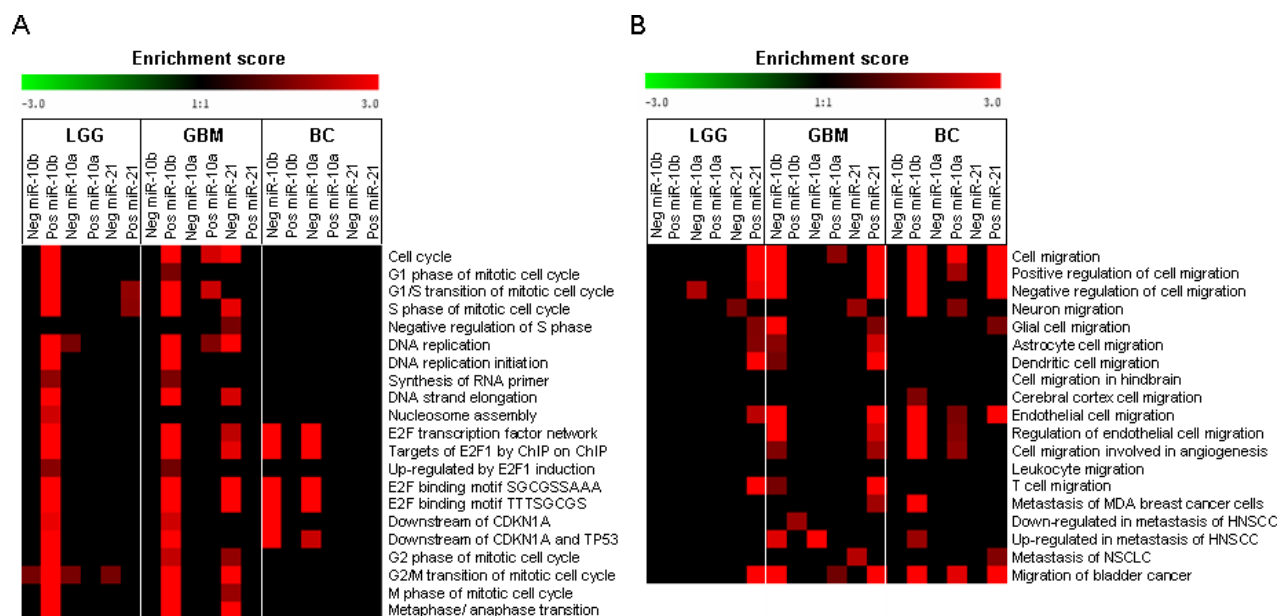 A
Enrichment score
-3.0 1:1 3.0
LGG GBM BC
Neg miR-10b
Pos miR-10b
Neg miR-10a
Pos miR-10a
Neg miR-21
Pos miR-21
Neg miR-10b
Pos miR-10b
Neg miR-10a
Pos miR-10a
Neg miR-21
Pos miR-21
Neg miR-10b
Pos miR-10b
Neg miR-10a
Pos miR-10a
Neg miR-21
Pos miR-21
Cell cycle
G1 phase of mitotic cell cycle
G1/S transition of mitotic cell cycle
S phase of mitotic cell cycle
Negative regulation of S phase
DNA replication
DNA replication initiation
Synthesis of RNA primer
DNA strand elongation
Nucleosome assembly
E2F transcription factor network
Targets of E2F1 by ChIP on ChIP
Up-regulated by E2F1 induction
E2F binding motif SGCGSSAAA
E2F binding motif TTTSGCGS
Downstream of CDKN1A
Downstream of CDKN1A and TP53
G2 phase of mitotic cell cycle
G2/M transition of mitotic cell cycle
M phase of mitotic cell cycle
Metaphase/ anaphase transition
B
Enrichment score
-3.0 1:1 3.0
LGG GBM BC
Neg miR-10b
Pos miR-10b
Neg miR-10a
Pos miR-10a
Neg miR-21
Pos miR-21
Neg miR-10b
Pos miR-10b
Neg miR-10a
Pos miR-10a
Neg miR-21
Pos miR-21
Neg miR-10b
Pos miR-10b
Neg miR-10a
Pos miR-10a
Neg miR-21
Pos miR-21
Cell migration
Positive regulation of cell migration
Negative regulation of cell migration
Neuron migration
Glial cell migration
Astrocyte cell migration
Dendritic cell migration
Cell migration in hindbrain
Cerebral cortex cell migration
Endothelial cell migration
Regulation of endothelial cell migration
Cell migration involved in angiogenesis
Leukocyte migration
T cell migration
Metastasis of MDA breast cancer cells
Down-regulated in metastasis of HNSCC
Up-regulated in metastasis of HNSCC
Metastasis of NSCLC
Migration of bladder cancer